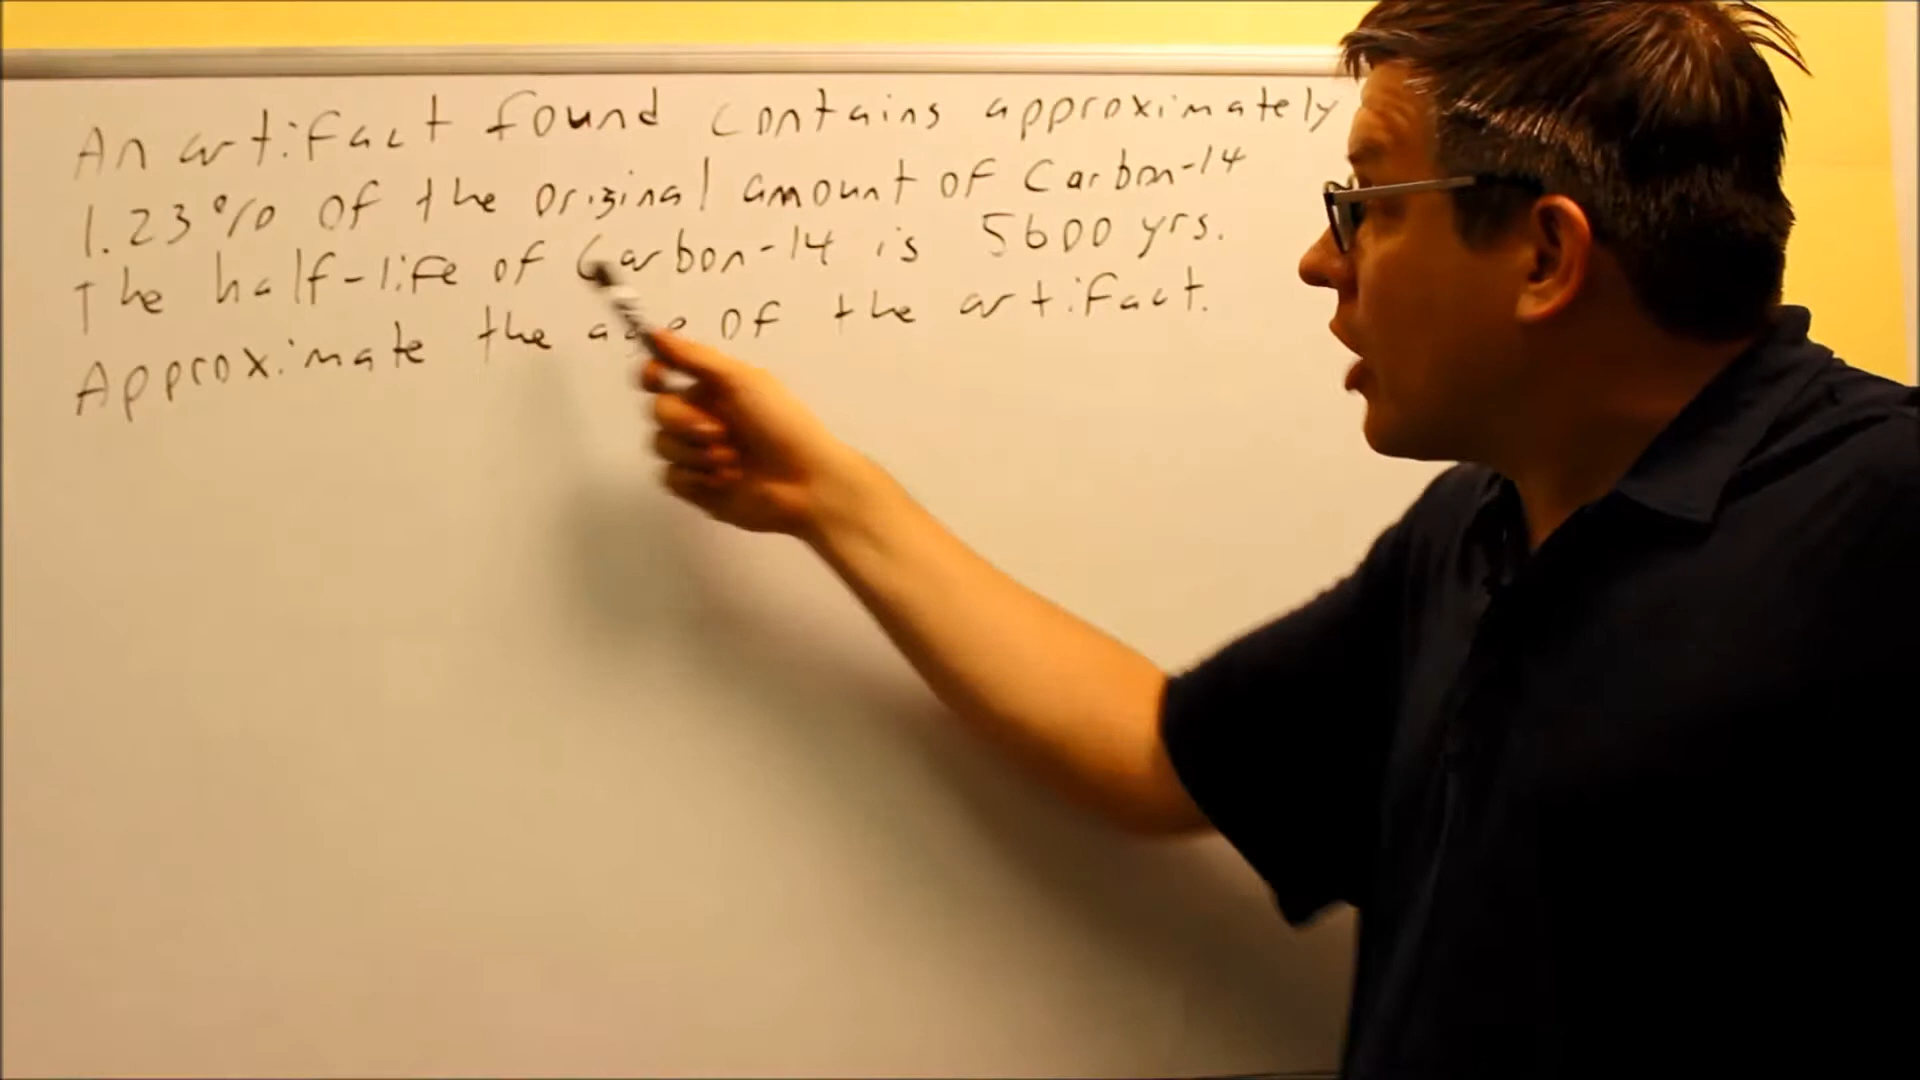 An artifact found contains approximately
1.23% of the original amount of Carbon-14
The half-life of Carbon-14 is 5600 yrs.
Approximate the age of the artifact.